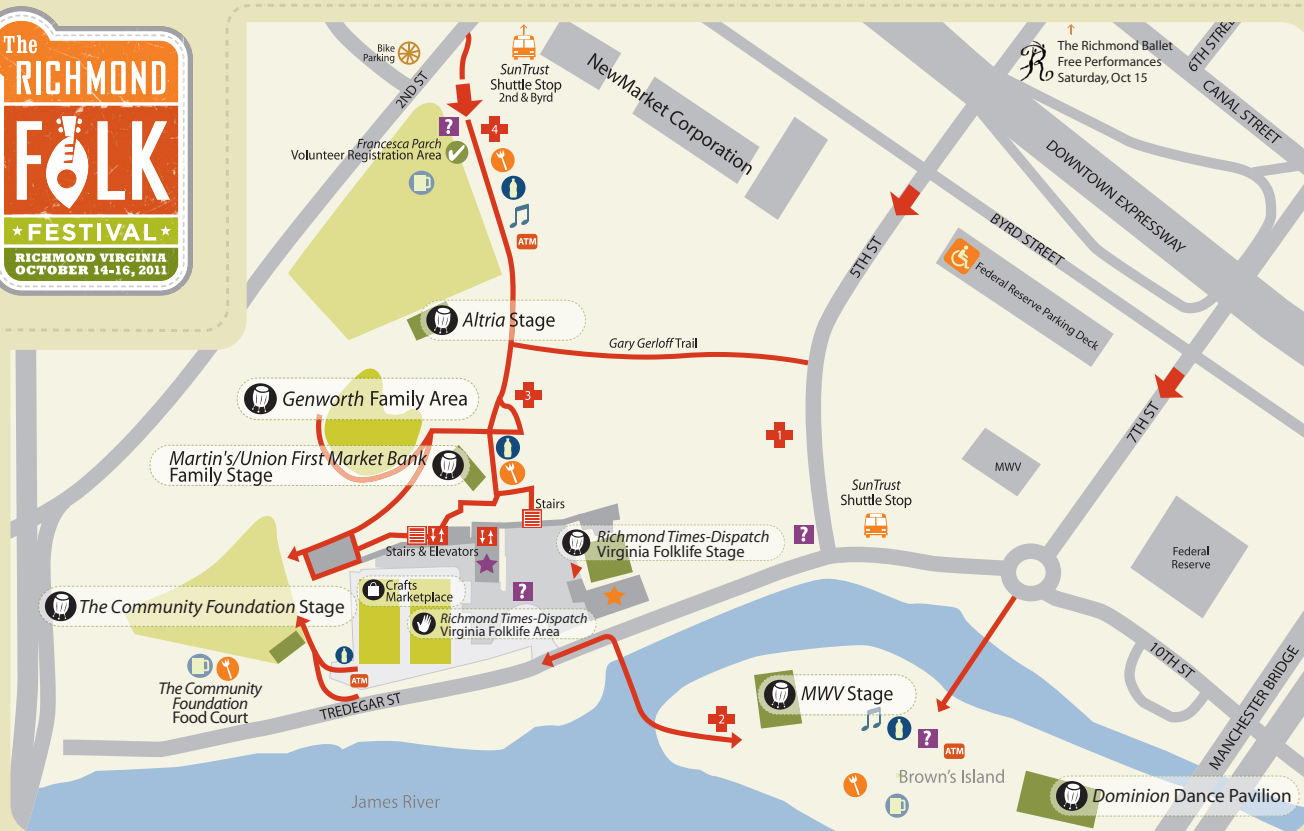 The
RICHMOND
FOLK
FESTIVAL
RICHMOND VIRGINIA
OCTOBER 14-16, 2011
Bike
Parking
2ND ST
SunTrust
Shuttle Stop
2nd & Byrd
NewMarket Corporation
The Richmond Ballet
Free Performances
Saturday, Oct 15
R
6TH STREET
CANAL STREET
DOWNTOWN EXPRESSWAY
BYRD STREET
?
4
Francesca Parch
Volunteer Registration Area
ATM
5TH ST
Federal Reserve Parking Deck
Altria Stage
Gary Gerloff Trail
7TH ST
Genworth Family Area
3
1
Martin's/Union First Market Bank
Family Stage
MWV
SunTrust
Shuttle Stop
Stairs
?
Richmond Times-Dispatch
Virginia Folklife Stage
Stairs & Elevators
Federal
Reserve
Crafts
Marketplace
?
The Community Foundation Stage
Richmond Times-Dispatch
Virginia Folklife Area
ATM
The Community
Foundation
Food Court
TREDEGAR ST
10TH ST
MANCHESTER BRIDGE
MWV Stage
2
?
ATM
Brown's Island
James River
Dominion Dance Pavilion